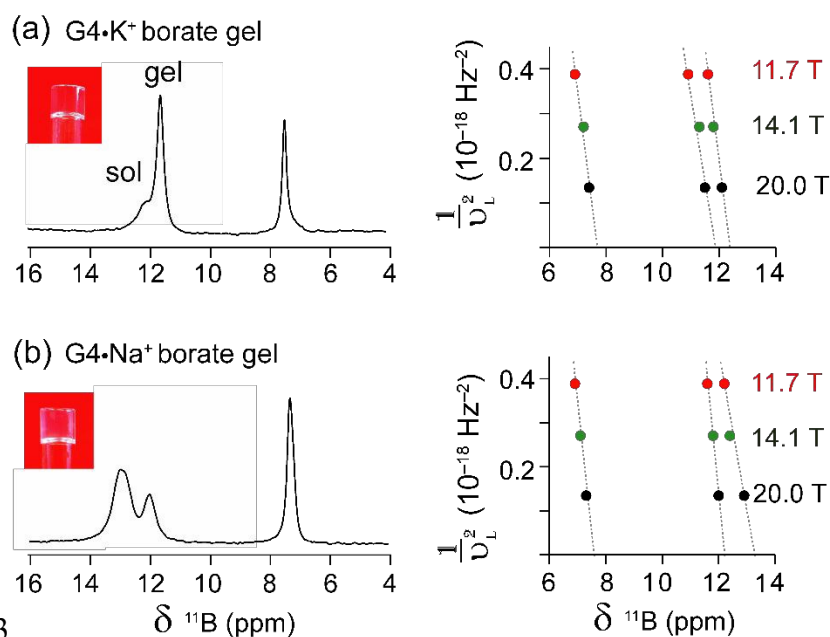 (a) G4•K⁺ borate gel
gel
sol
16 14 12 10 8 6 4
1/υ_L² (10⁻¹⁸ Hz⁻²)
0.4
0.2
11.7 T
14.1 T
20.0 T
6 8 10 12 14
(b) G4•Na⁺ borate gel
16 14 12 10 8 6 4
δ ¹¹B (ppm)
1/υ_L² (10⁻¹⁸ Hz⁻²)
0.4
0.2
11.7 T
14.1 T
20.0 T
6 8 10 12 14
δ ¹¹B (ppm)